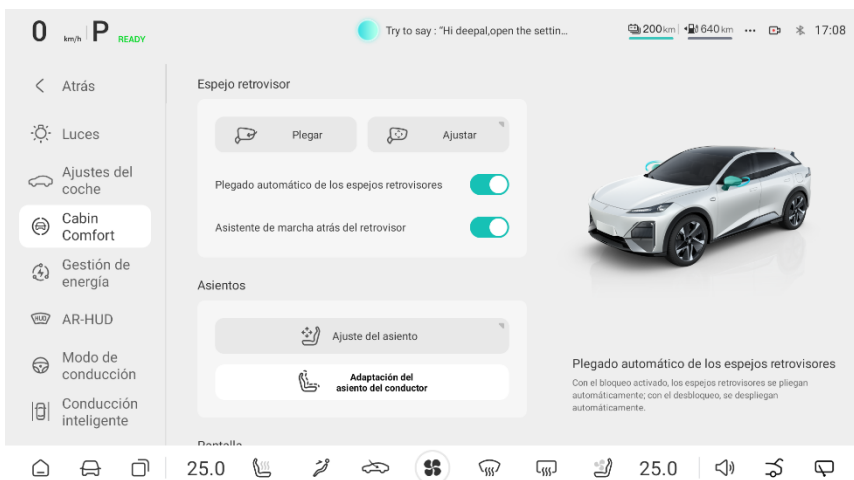 0 km/h P READY
Try to say : "Hi deepal,open the settin...
200km 640 km ... 17:08
Atrás
Luces
Ajustes del
coche
Cabin
Comfort
Gestión de
energía
HUD AR-HUD
Modo de
conducción
Conducción
inteligente
Espejo retrovisor
Plegar Ajustar
Plegado automático de los espejos retrovisores
Asistente de marcha atrás del retrovisor
Asientos
Ajuste del asiento
Adaptación del
asiento del conductor
Pantalla
Plegado automático de los espejos retrovisores
Con el bloqueo activado, los espejos retrovisores se pliegan
automáticamente; con el desbloqueo, se despliegan
automáticamente.
25.0 25.0